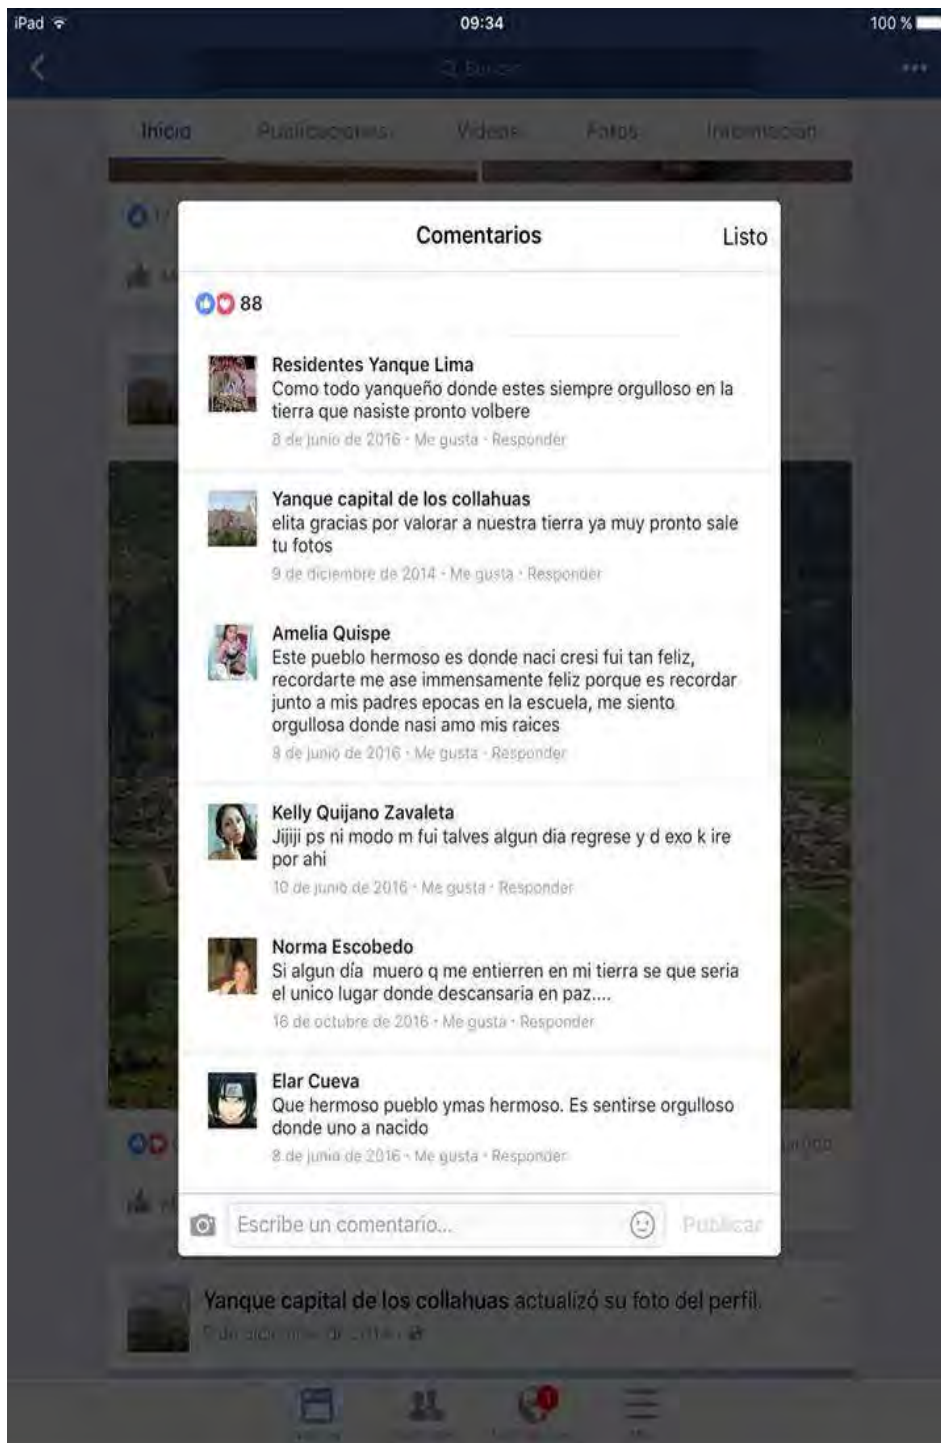 iPad 09:34 100 %
Buscar
Inicio Publicaciones Videos Fotos Información
Comentarios Listo
88
Residentes Yanque Lima
Como todo yanqueño donde estes siempre orgulloso en la
tierra que nasiste pronto volbere
8 de junio de 2016 · Me gusta · Responder
Yanque capital de los collahuas
elita gracias por valorar a nuestra tierra ya muy pronto sale
tu fotos
9 de diciembre de 2014 · Me gusta · Responder
Amelia Quispe
Este pueblo hermoso es donde naci cresi fui tan feliz,
recordarte me ase immensamente feliz porque es recordar
junto a mis padres epocas en la escuela, me siento
orgullosa donde nasi amo mis raices
8 de junio de 2016 · Me gusta · Responder
Kelly Quijano Zavaleta
Jijiji ps ni modo m fui talves algun dia regrese y d exo k ire
por ahi
10 de junio de 2016 · Me gusta · Responder
Norma Escobedo
Si algun día muero q me entierren en mi tierra se que seria
el unico lugar donde descansaria en paz....
16 de octubre de 2016 · Me gusta · Responder
Elar Cueva
Que hermoso pueblo ymas hermoso. Es sentirse orgulloso
donde uno a nacido
8 de junio de 2016 · Me gusta · Responder
Escribe un comentario... Publicar
Yanque capital de los collahuas actualizó su foto del perfil.
9 de diciembre de 2014
1